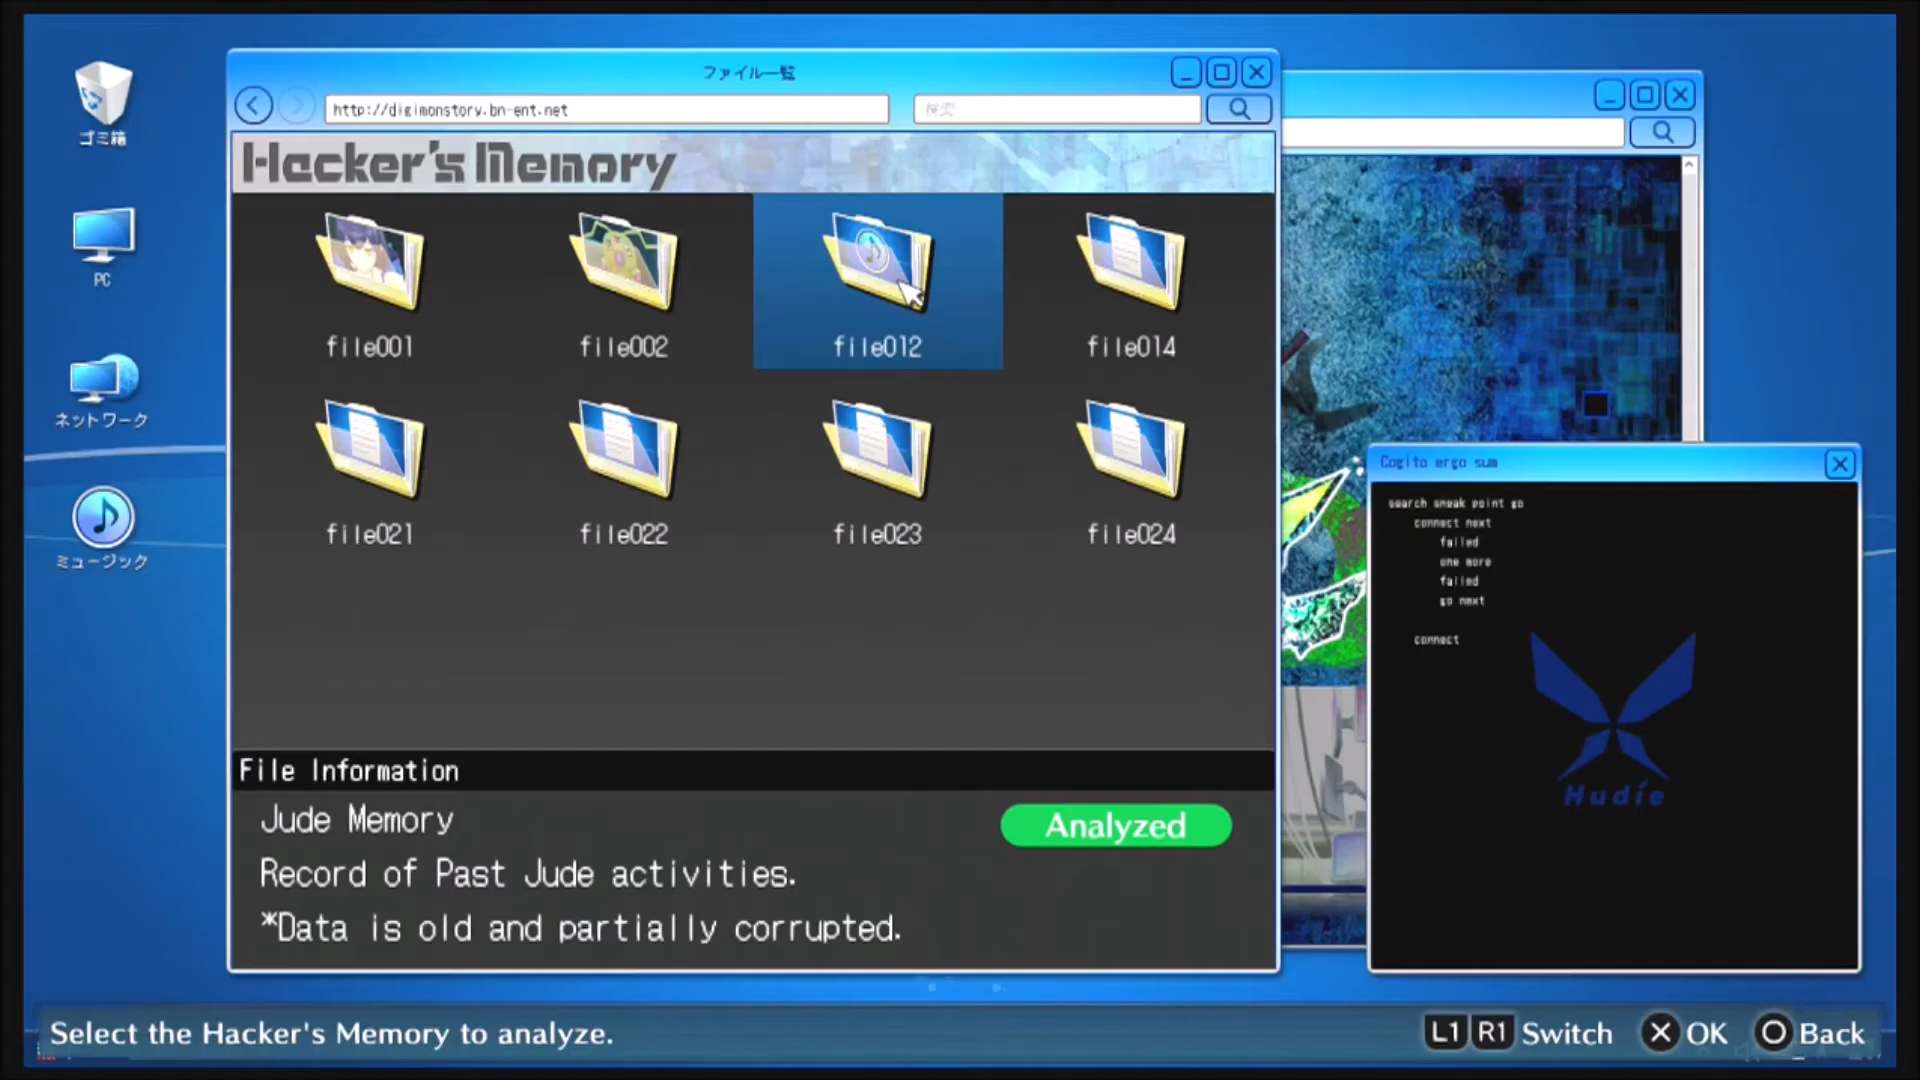 ゴミ箱
PC
ネットワーク
ミュージック
ファイル一覧
http://digimonstory.bn-ent.net
検索
Hacker's Memory
file001
file002
file012
file014
file021
file022
file023
file024
File Information
Jude Memory
Analyzed
Record of Past Jude activities.
*Data is old and partially corrupted.
Cogito ergo sum
search sneak point go
connect next
failed
one more
failed
go next
connect
Hudie
Select the Hacker's Memory to analyze.
L1 R1 Switch
OK
Back